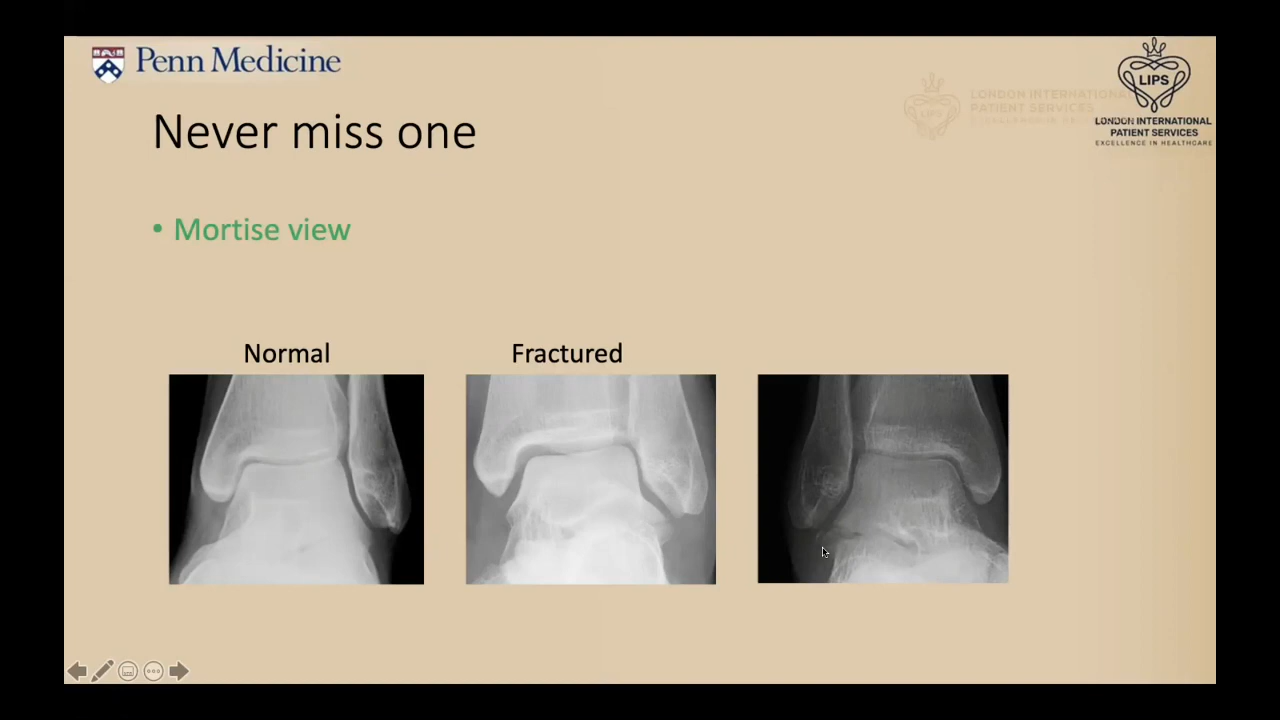 Penn Medicine
LIPS
LONDON INTERNATIONAL
PATIENT SERVICES
EXCELLENCE IN HEALTHCARE
LONDON INTERNATIONAL
PATIENT SERVICES
Never miss one
• Mortise view
Normal
Fractured